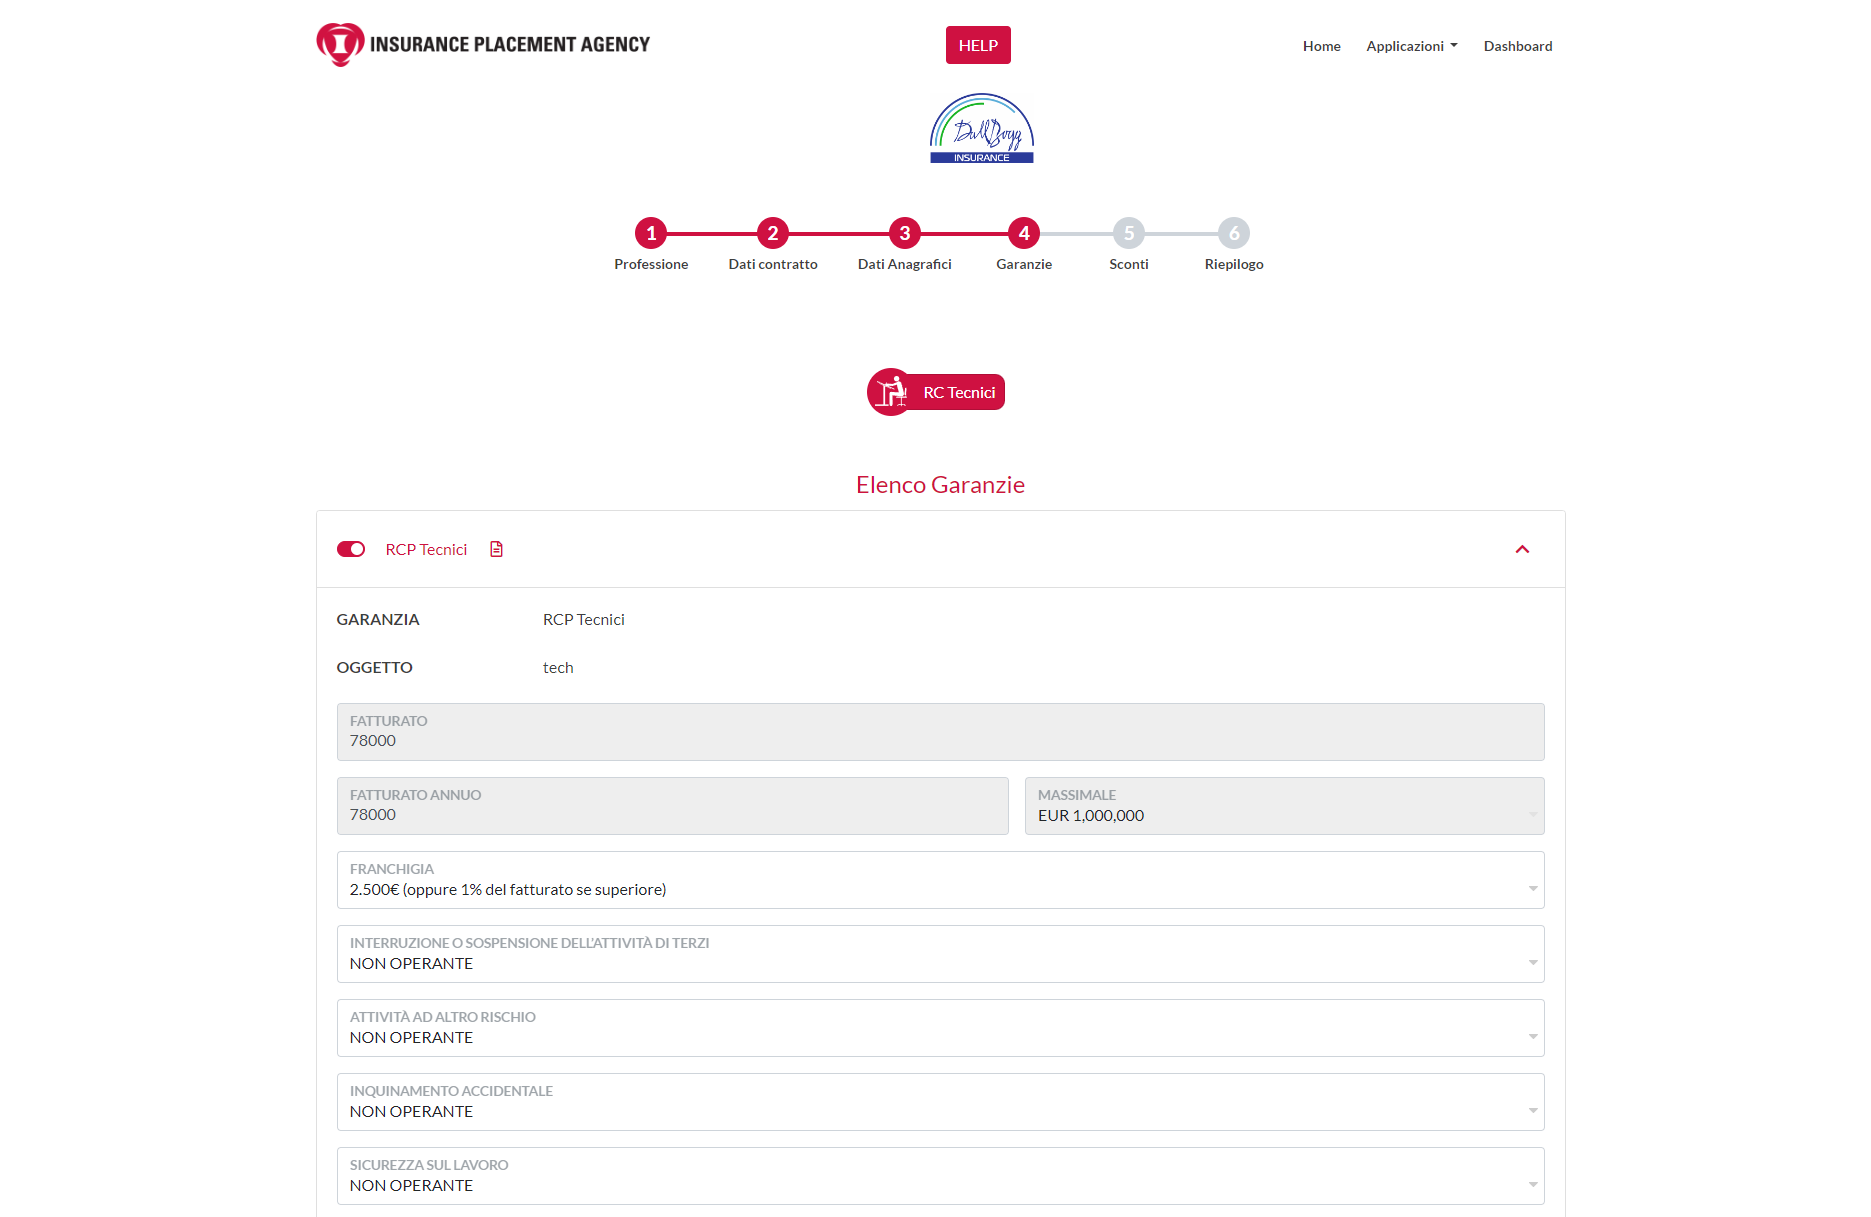 INSURANCE PLACEMENT AGENCY
HELP
Home
Applicazioni
Dashboard
DallBogg
INSURANCE
1
2
3
4
5
6
Professione
Dati contratto
Dati Anagrafici
Garanzie
Sconti
Riepilogo
RC Tecnici
Elenco Garanzie
RCP Tecnici
GARANZIA
RCP Tecnici
OGGETTO
tech
FATTURATO
78000
FATTURATO ANNUO
78000
MASSIMALE
EUR 1,000,000
FRANCHIGIA
2.500€ (oppure 1% del fatturato se superiore)
INTERRUZIONE O SOSPENSIONE DELL'ATTIVITÀ DI TERZI
NON OPERANTE
ATTIVITÀ AD ALTRO RISCHIO
NON OPERANTE
INQUINAMENTO ACCIDENTALE
NON OPERANTE
SICUREZZA SUL LAVORO
NON OPERANTE